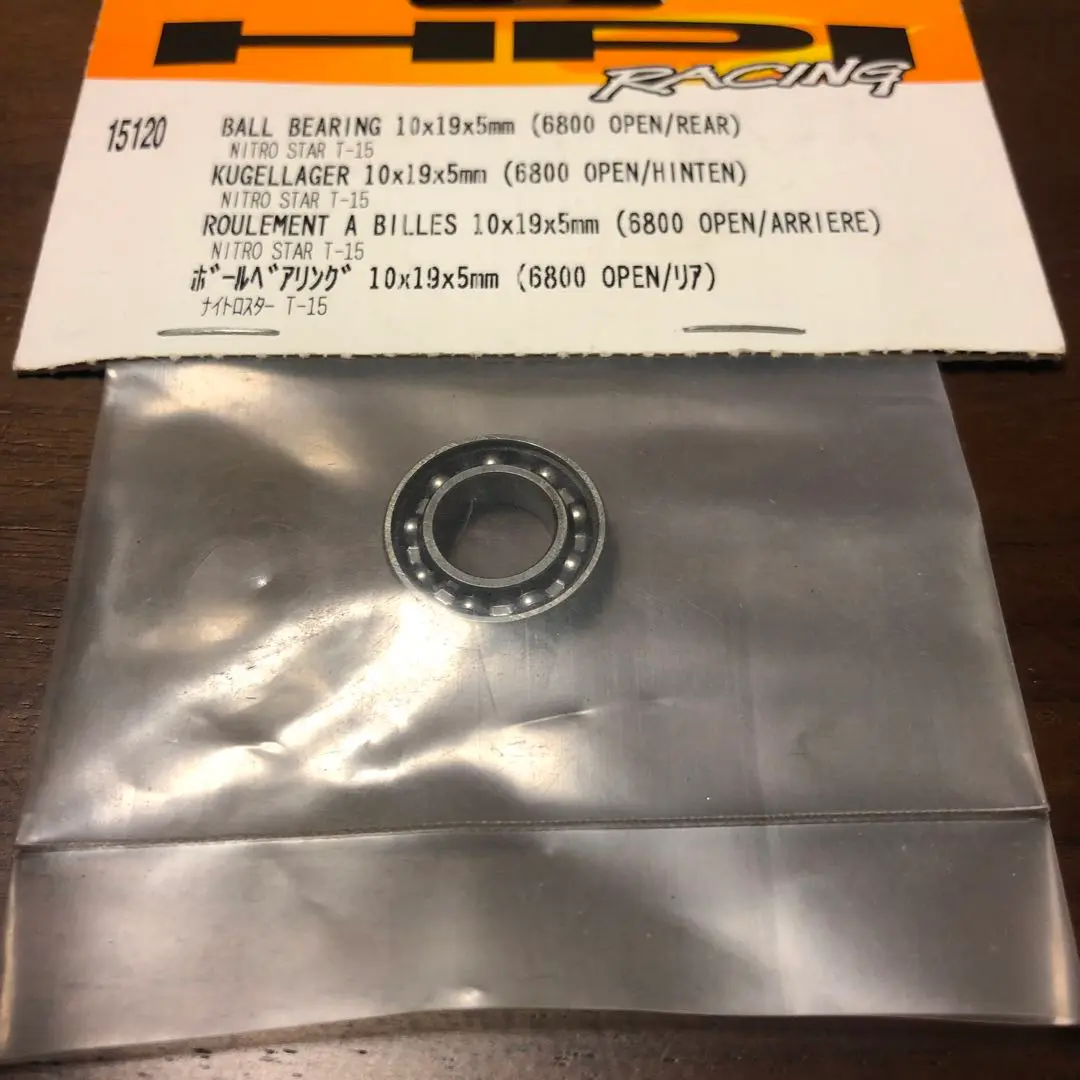 HPI
RACING
15120
BALL BEARING 10x19x5mm (6800 OPEN/REAR)
NITRO STAR T-15
KUGELLAGER 10x19x5mm (6800 OPEN/HINTEN)
NITRO STAR T-15
ROULEMENT A BILLES 10x19x5mm (6800 OPEN/ARRIERE)
NITRO STAR T-15
ボールベアリング 10x19x5mm (6800 OPEN/リア)
ナイトロスター T-15